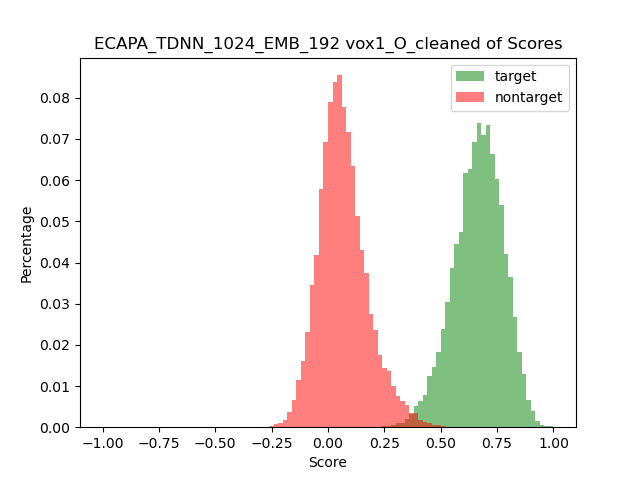 ECAPA_TDNN_1024_EMB_192 vox1_O_cleaned of Scores
target
nontarget
Percentage
0.08
0.07
0.06
0.05
0.04
0.03
0.02
0.01
0.00
−1.00 −0.75 −0.50 −0.25 0.00 0.25 0.50 0.75 1.00
Score